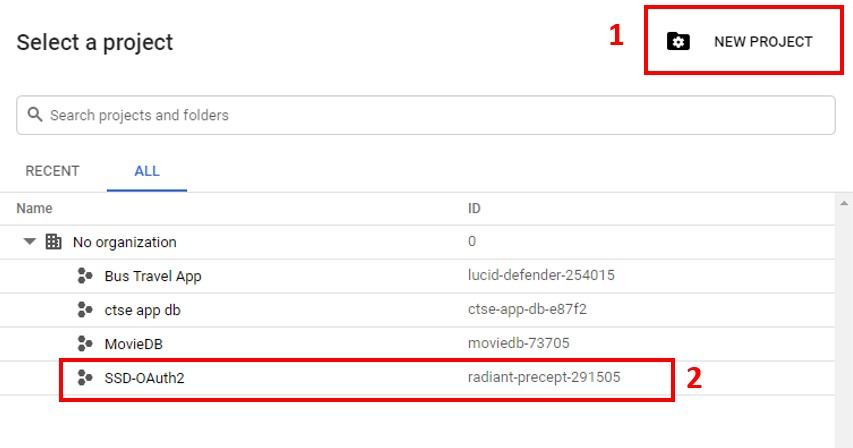 Select a project
1
NEW PROJECT
Search projects and folders
RECENT ALL
Name ID
No organization 0
Bus Travel App lucid-defender-254015
ctse app db ctse-app-db-e87f2
MovieDB moviedb-73705
SSD-OAuth2 radiant-precept-291505 2